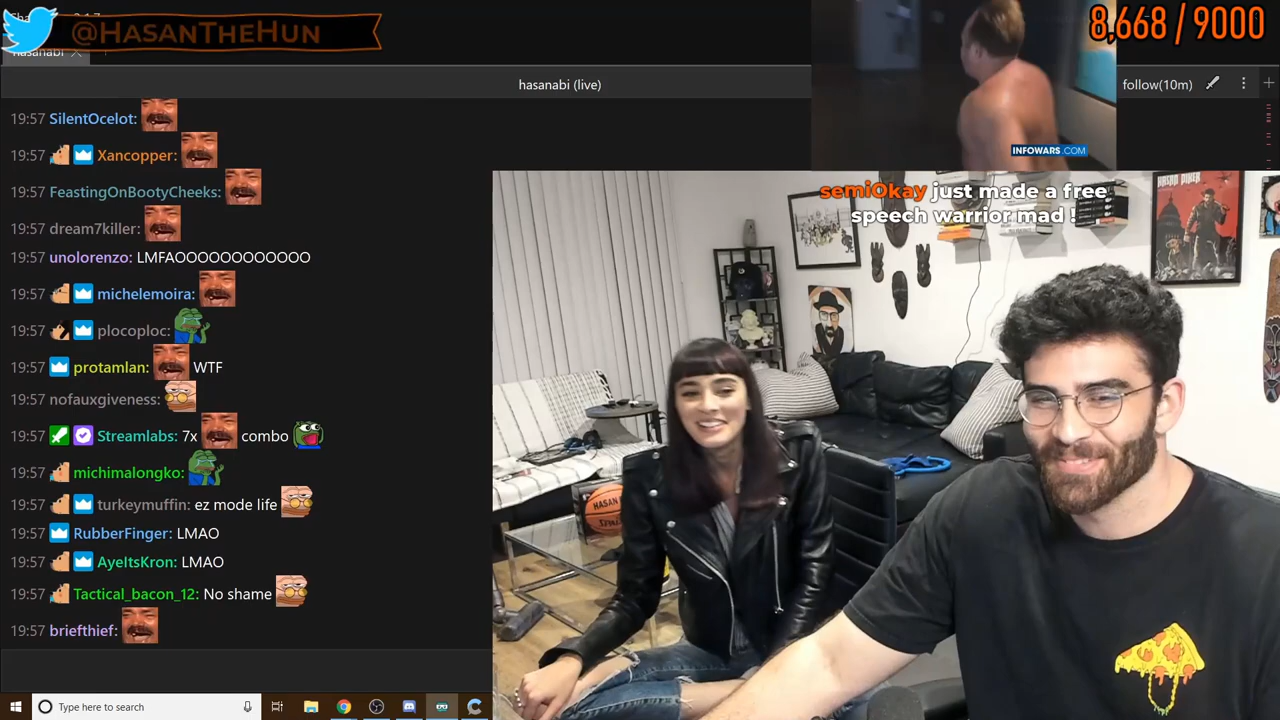 @HASANTHEHUN
8,668 / 9000
hasanabi
hasanabi (live)
follow(10m)
INFOWARS.COM
semiOkay just made a free
speech warrior mad !
19:57 SilentOcelot:
19:57 Xancopper:
19:57 FeastingOnBootyCheeks:
19:57 dream7killer:
19:57 unolorenzo: LMFAOOOOOOOOOOOO
19:57 michelemoira:
19:57 plocoploc:
19:57 protamlan: WTF
19:57 nofauxgiveness:
19:57 Streamlabs: 7x combo
19:57 michimalongko:
19:57 turkeymuffin: ez mode life
19:57 RubberFinger: LMAO
19:57 AyeItsKron: LMAO
19:57 Tactical_bacon_12: No shame
19:57 briefthief:
HASAN
Type here to search